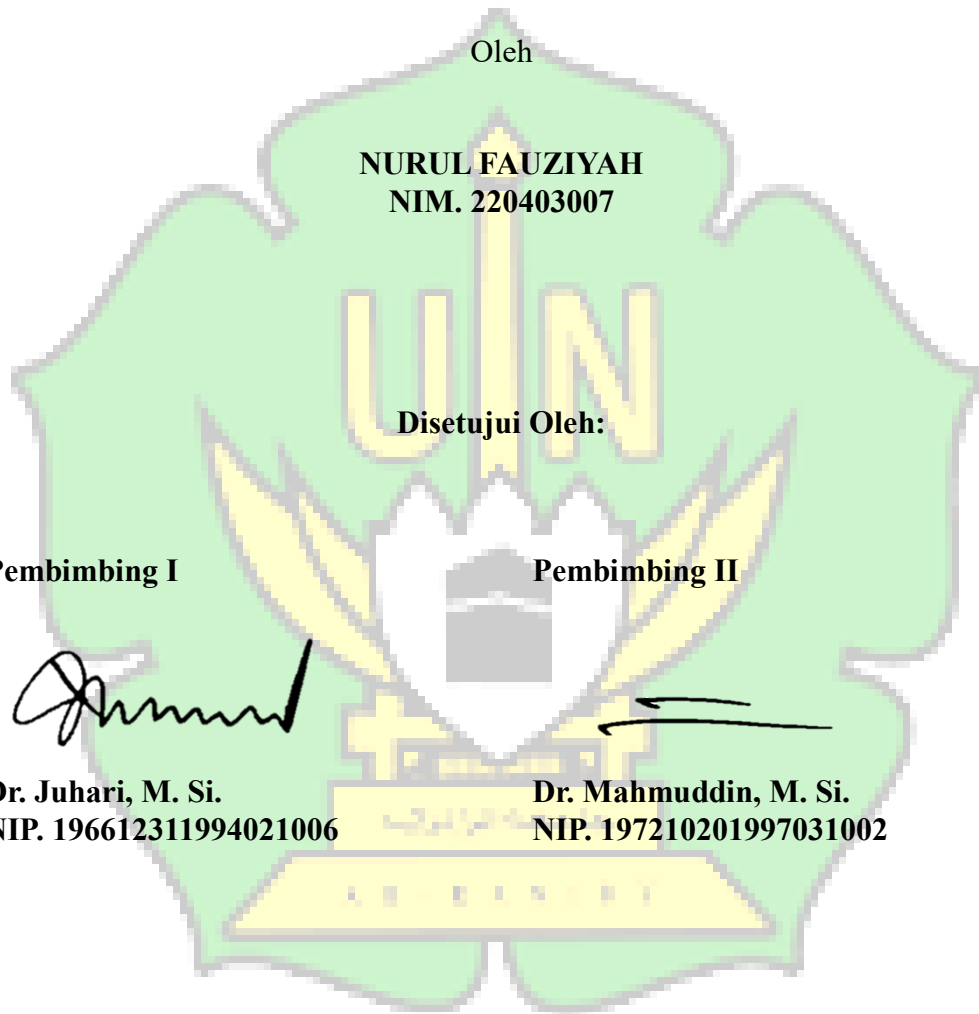 Oleh
NURUL FAUZIYAH
NIM. 220403007
UIN
Disetujui Oleh:
Pembimbing I
Pembimbing II
Dr. Juhari, M. Si.
NIP. 196612311994021006
Dr. Mahmuddin, M. Si.
NIP. 197210201997031002